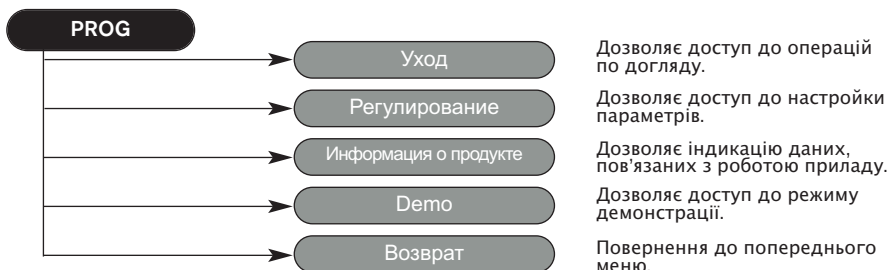 PROG
Уход
Дозволяє доступ до операцій
по догляду.
Регулирование
Дозволяє доступ до настройки
параметрів.
Информация о продукте
Дозволяє індикацію даних,
пов'язаних з роботою приладу.
Demo
Дозволяє доступ до режиму
демонстрації.
Возврат
Повернення до попереднього
меню.